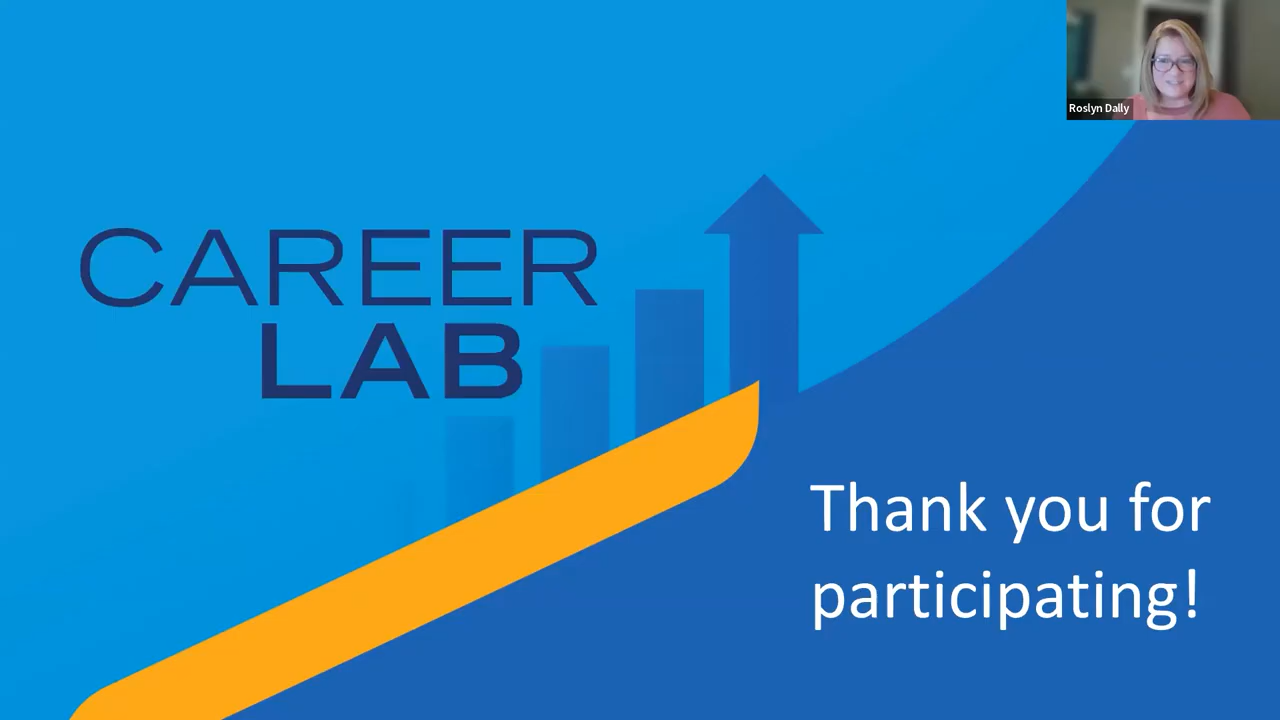 Roslyn Dally
CAREER
LAB
Thank you for
participating!